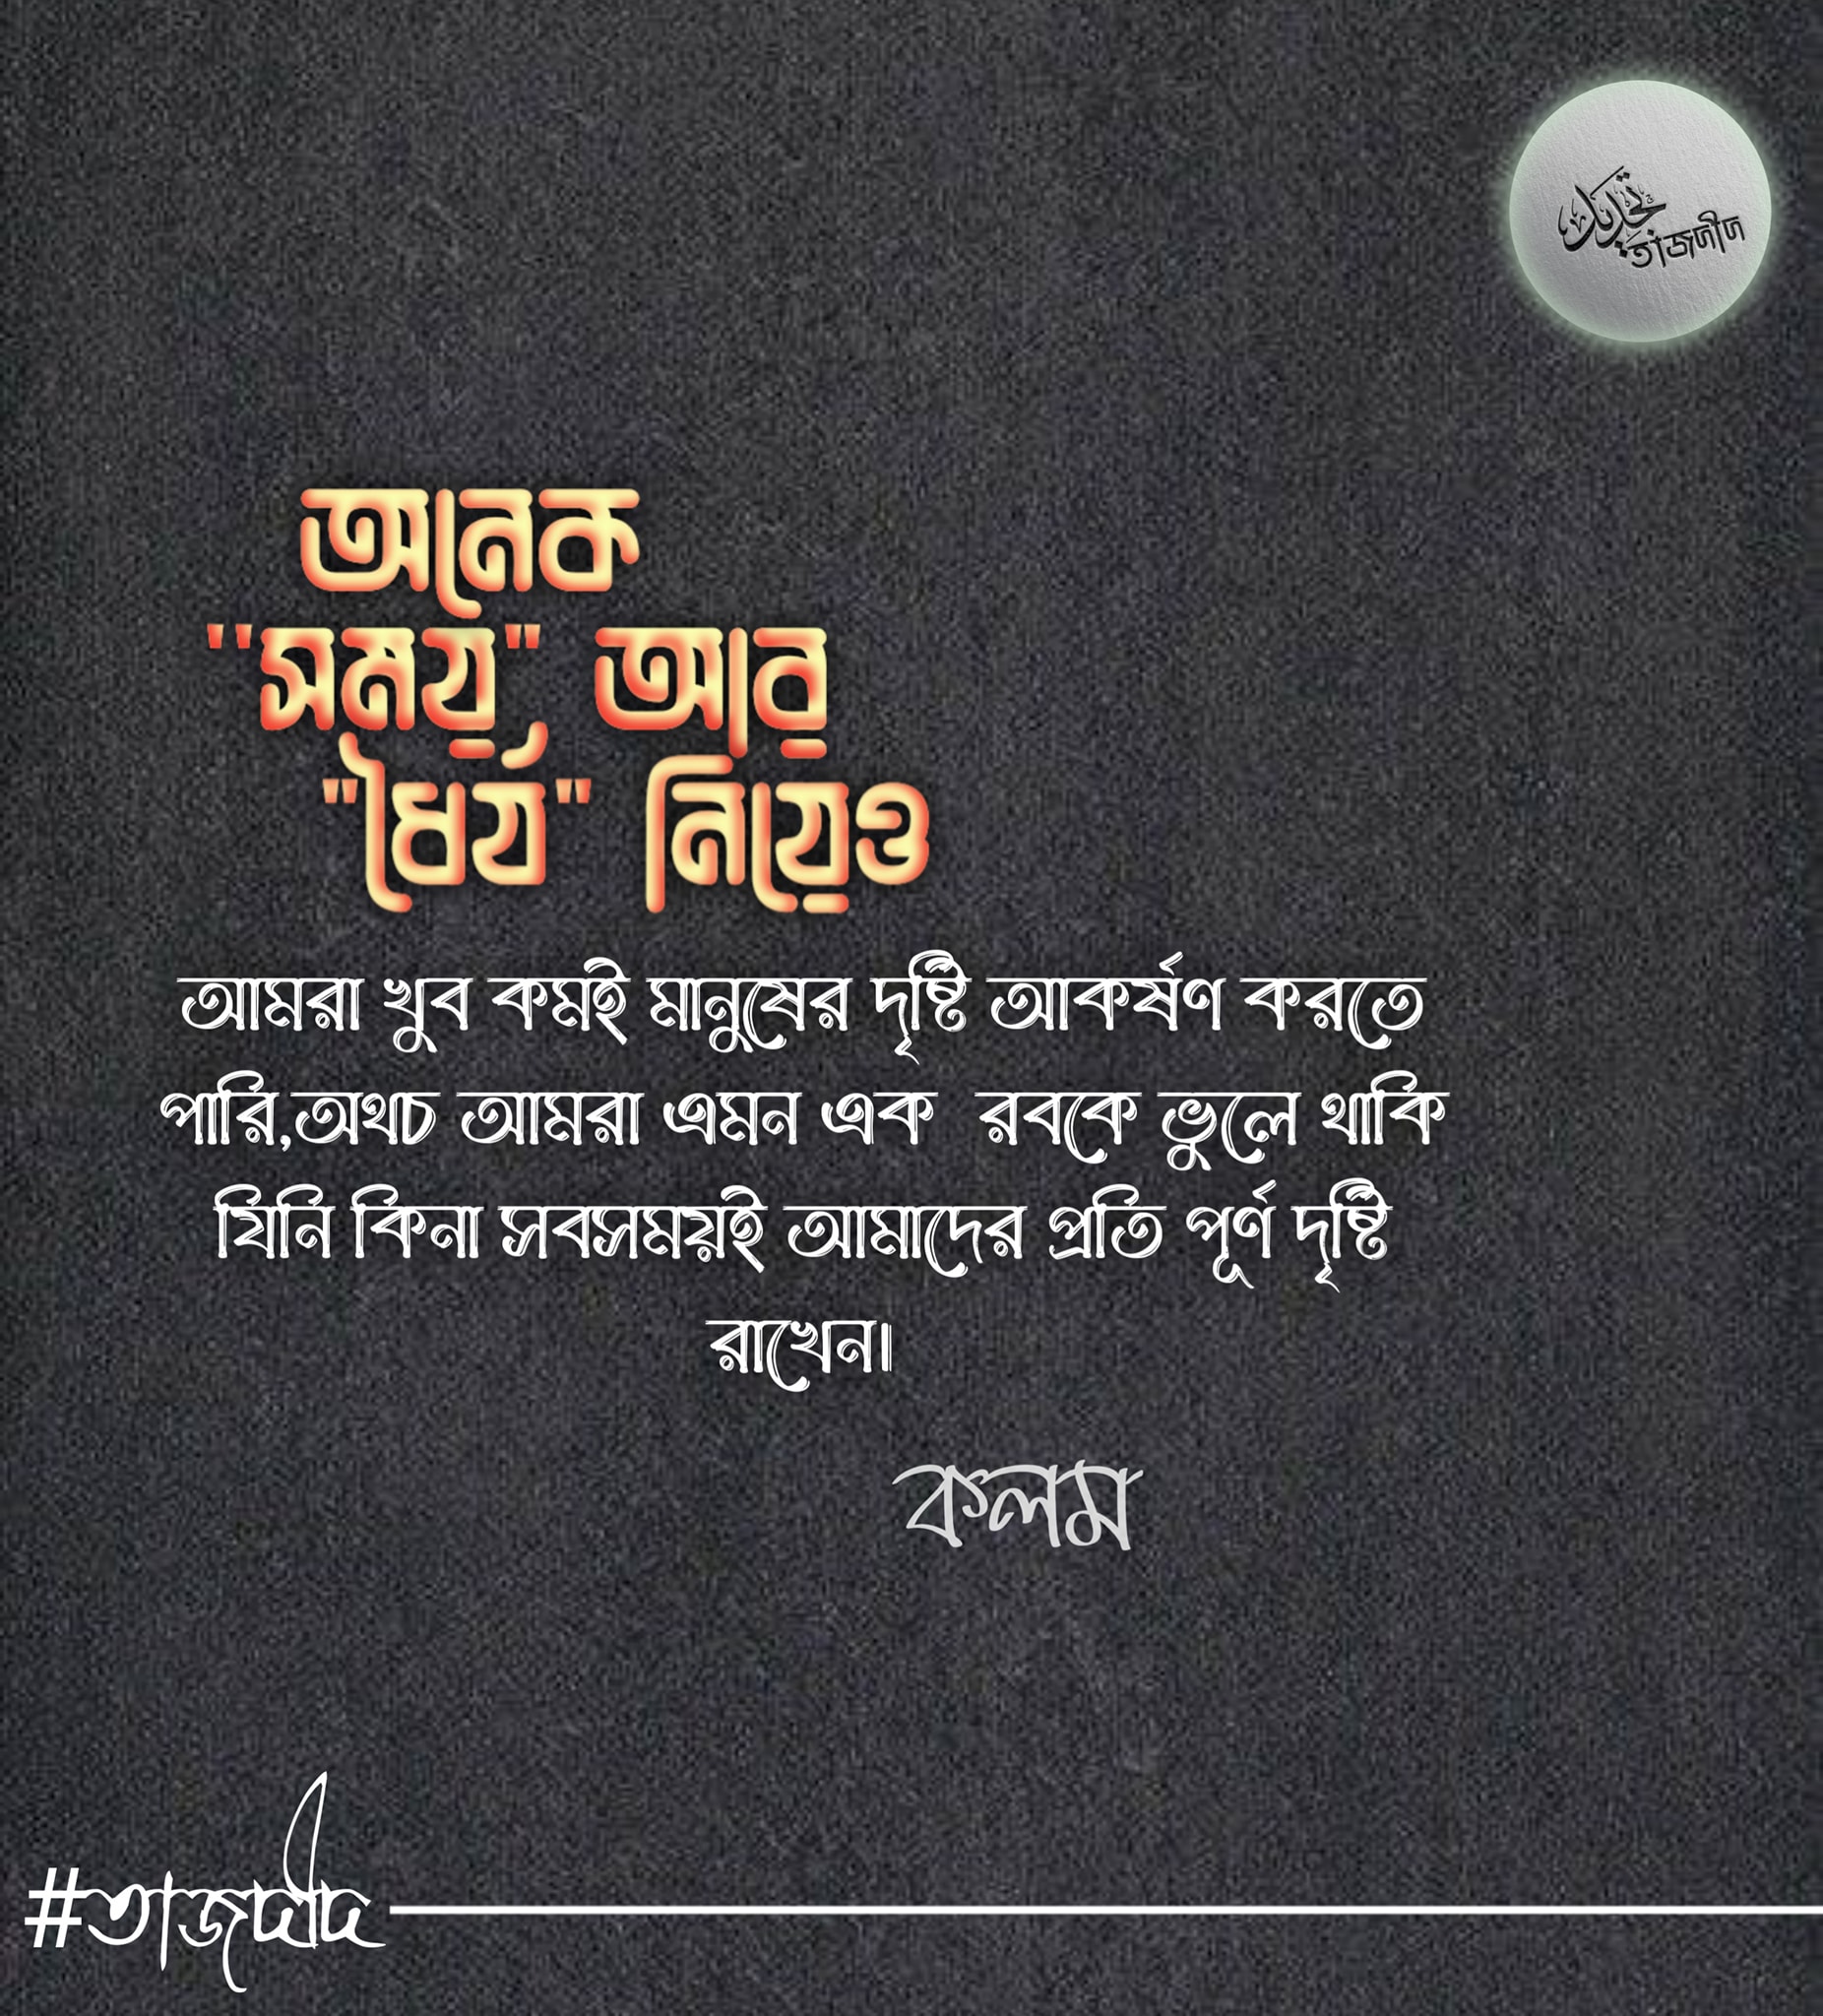 تجديد
তাজদীদ
অনেক
''সময়" আর
"ধৈর্য" নিয়েও
আমরা খুব কমই মানুষের দৃষ্টি আকর্ষণ করতে
পারি,অথচ আমরা এমন এক রবকে ভুলে থাকি
যিনি কিনা সবসময়ই আমাদের প্রতি পূর্ণ দৃষ্টি
রাখেন।
কলম
#তাজদীদ